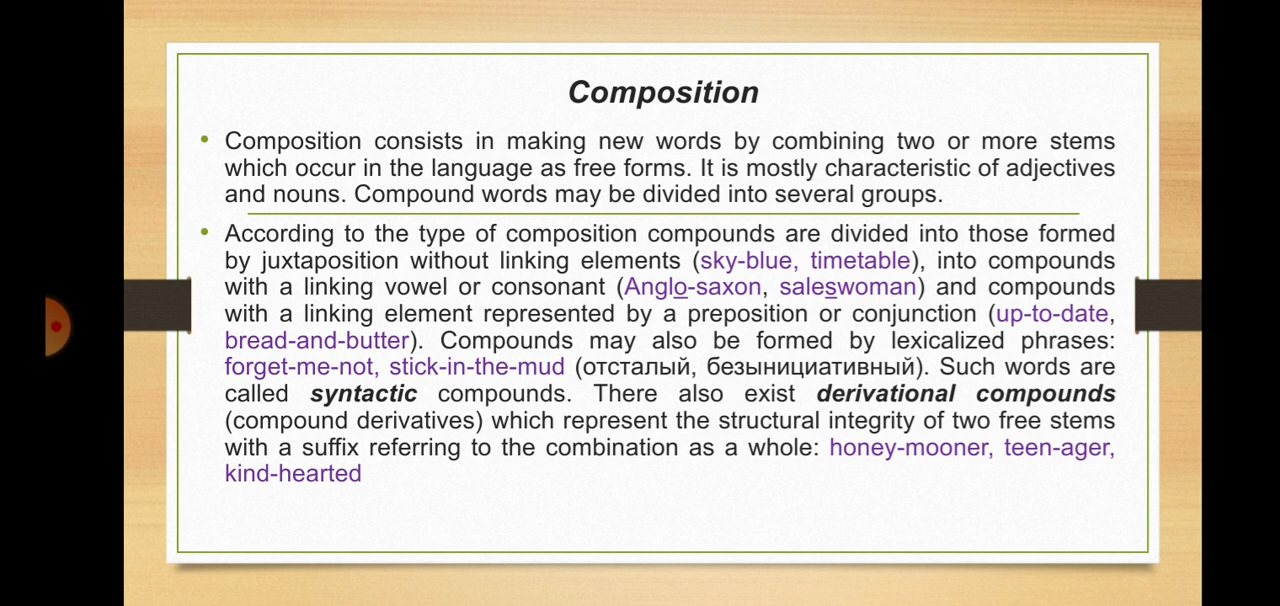 Composition
• Composition consists in making new words by combining two or more stems
which occur in the language as free forms. It is mostly characteristic of adjectives
and nouns. Compound words may be divided into several groups.
• According to the type of composition compounds are divided into those formed
by juxtaposition without linking elements (sky-blue, timetable), into compounds
with a linking vowel or consonant (Anglo-saxon, saleswoman) and compounds
with a linking element represented by a preposition or conjunction (up-to-date,
bread-and-butter). Compounds may also be formed by lexicalized phrases:
forget-me-not, stick-in-the-mud (отсталый, безынициативный). Such words are
called syntactic compounds. There also exist derivational compounds
(compound derivatives) which represent the structural integrity of two free stems
with a suffix referring to the combination as a whole: honey-mooner, teen-ager,
kind-hearted